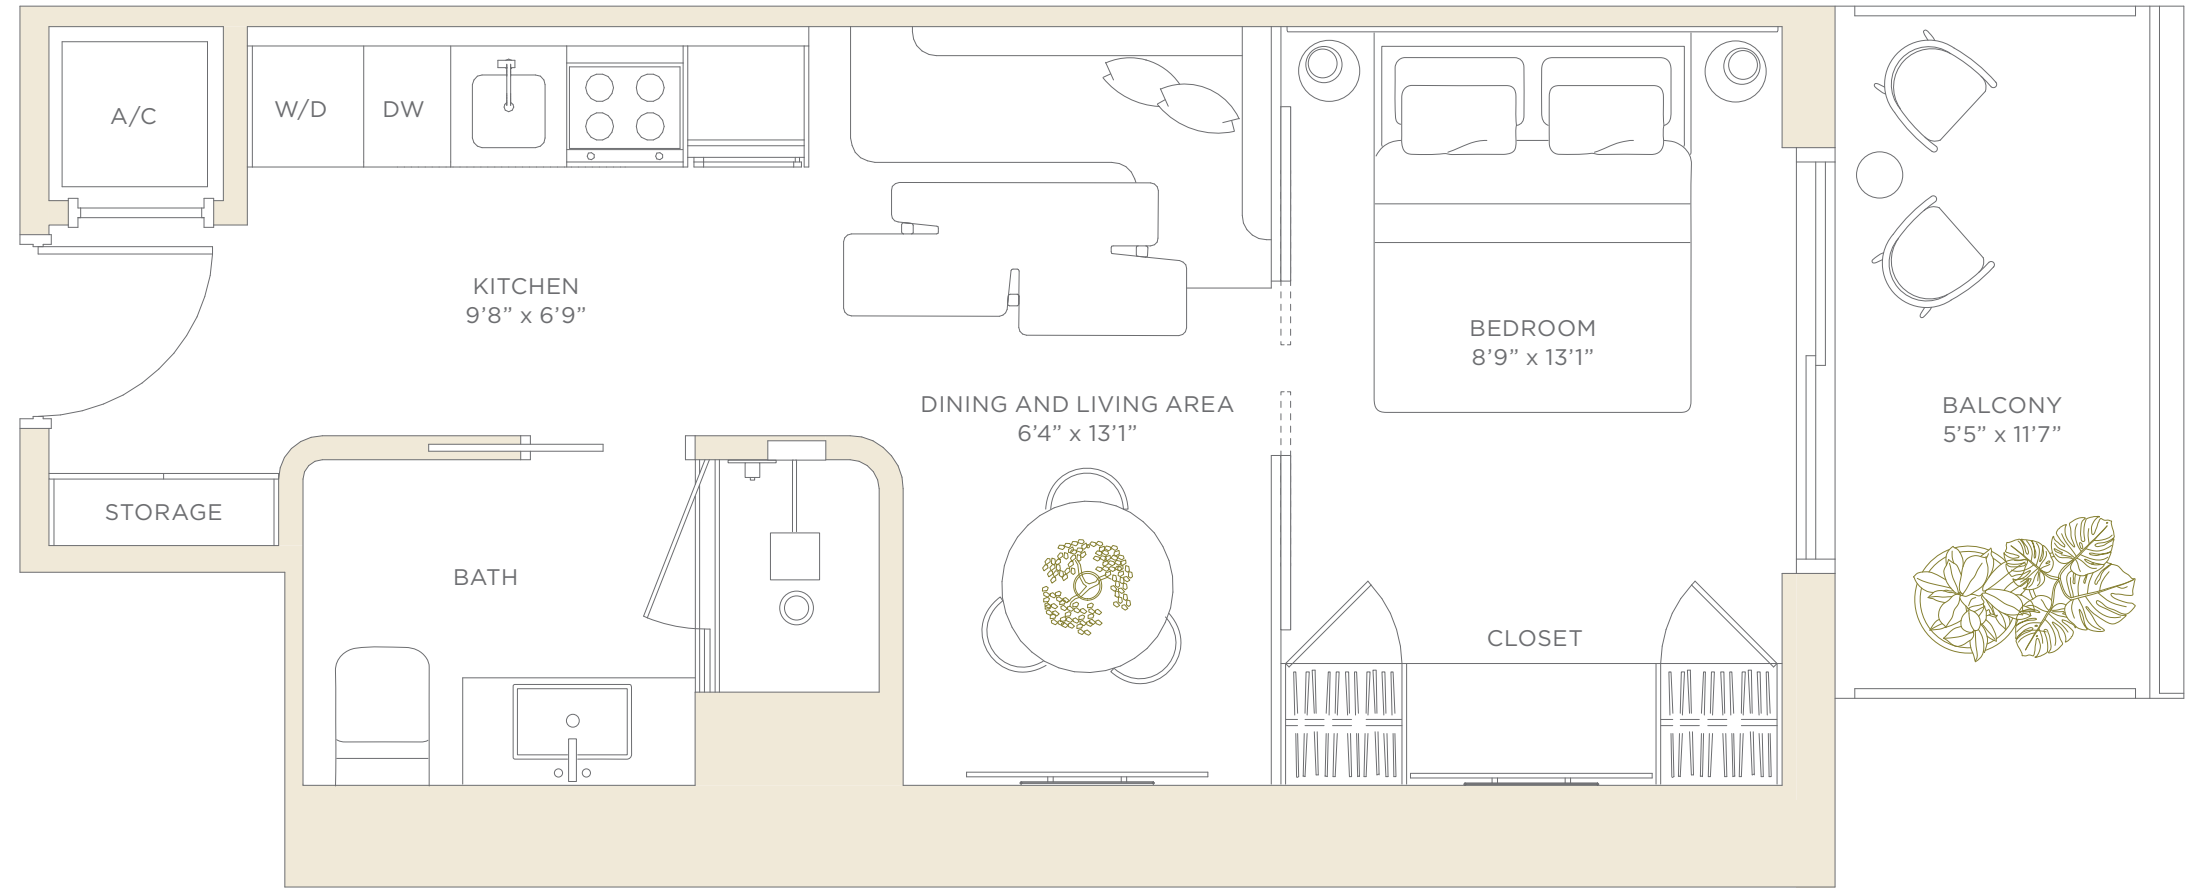 A/C
W/D
DW
KITCHEN
9’8” x 6’9”
DINING AND LIVING AREA
6’4” x 13’1”
BEDROOM
8’9” x 13’1”
BALCONY
5’5” x 11’7”
STORAGE
BATH
CLOSET